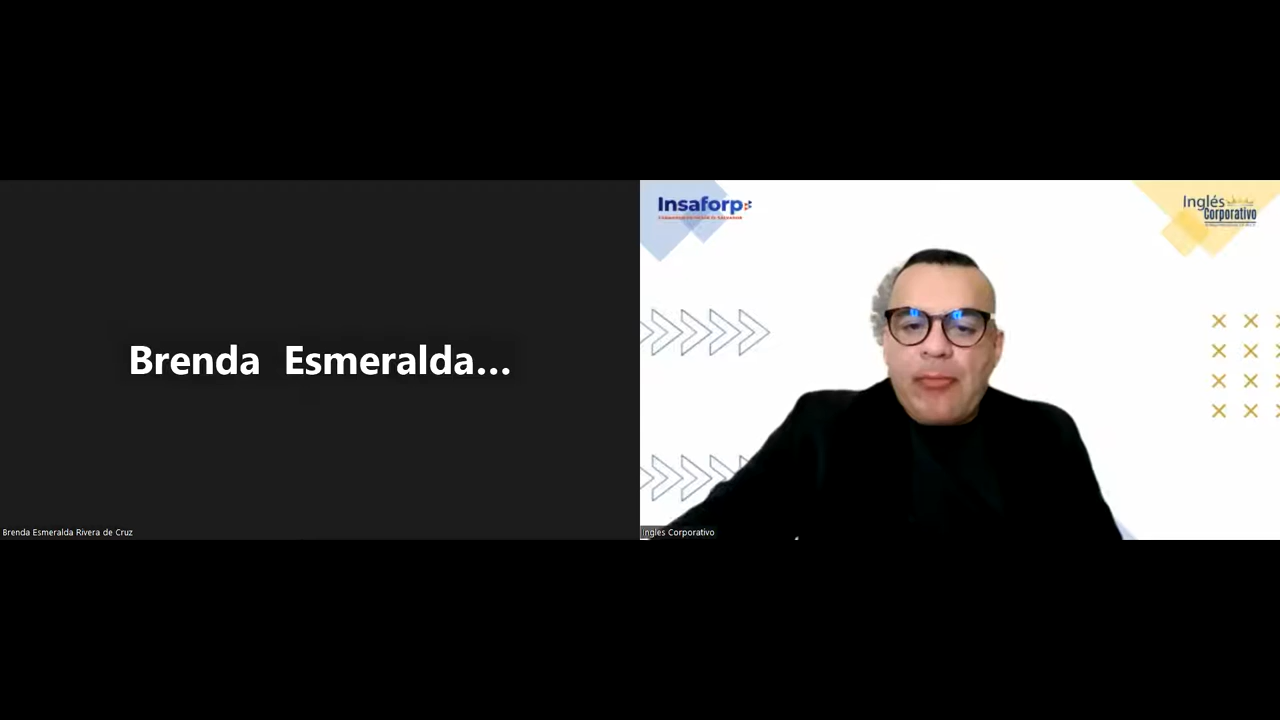 Brenda Esmeralda...
Brenda Esmeralda Rivera de Cruz
Insaforp
Inglés
Corporativo
Ingles Corporativo